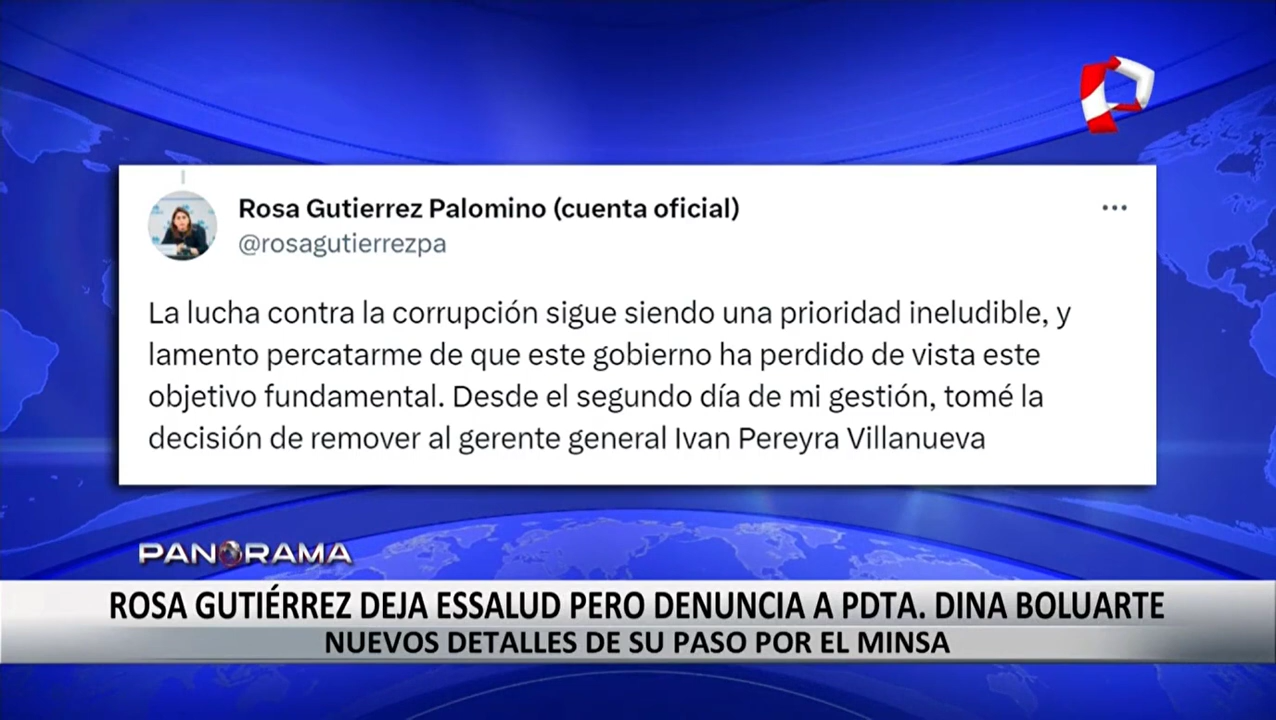 Rosa Gutierrez Palomino (cuenta oficial)
@rosagutierrezpa
La lucha contra la corrupción sigue siendo una prioridad ineludible, y
lamento percatarme de que este gobierno ha perdido de vista este
objetivo fundamental. Desde el segundo día de mi gestión, tomé la
decisión de remover al gerente general Ivan Pereyra Villanueva
PANORAMA
ROSA GUTIÉRREZ DEJA ESSALUD PERO DENUNCIA A PDTA. DINA BOLUARTE
NUEVOS DETALLES DE SU PASO POR EL MINSA